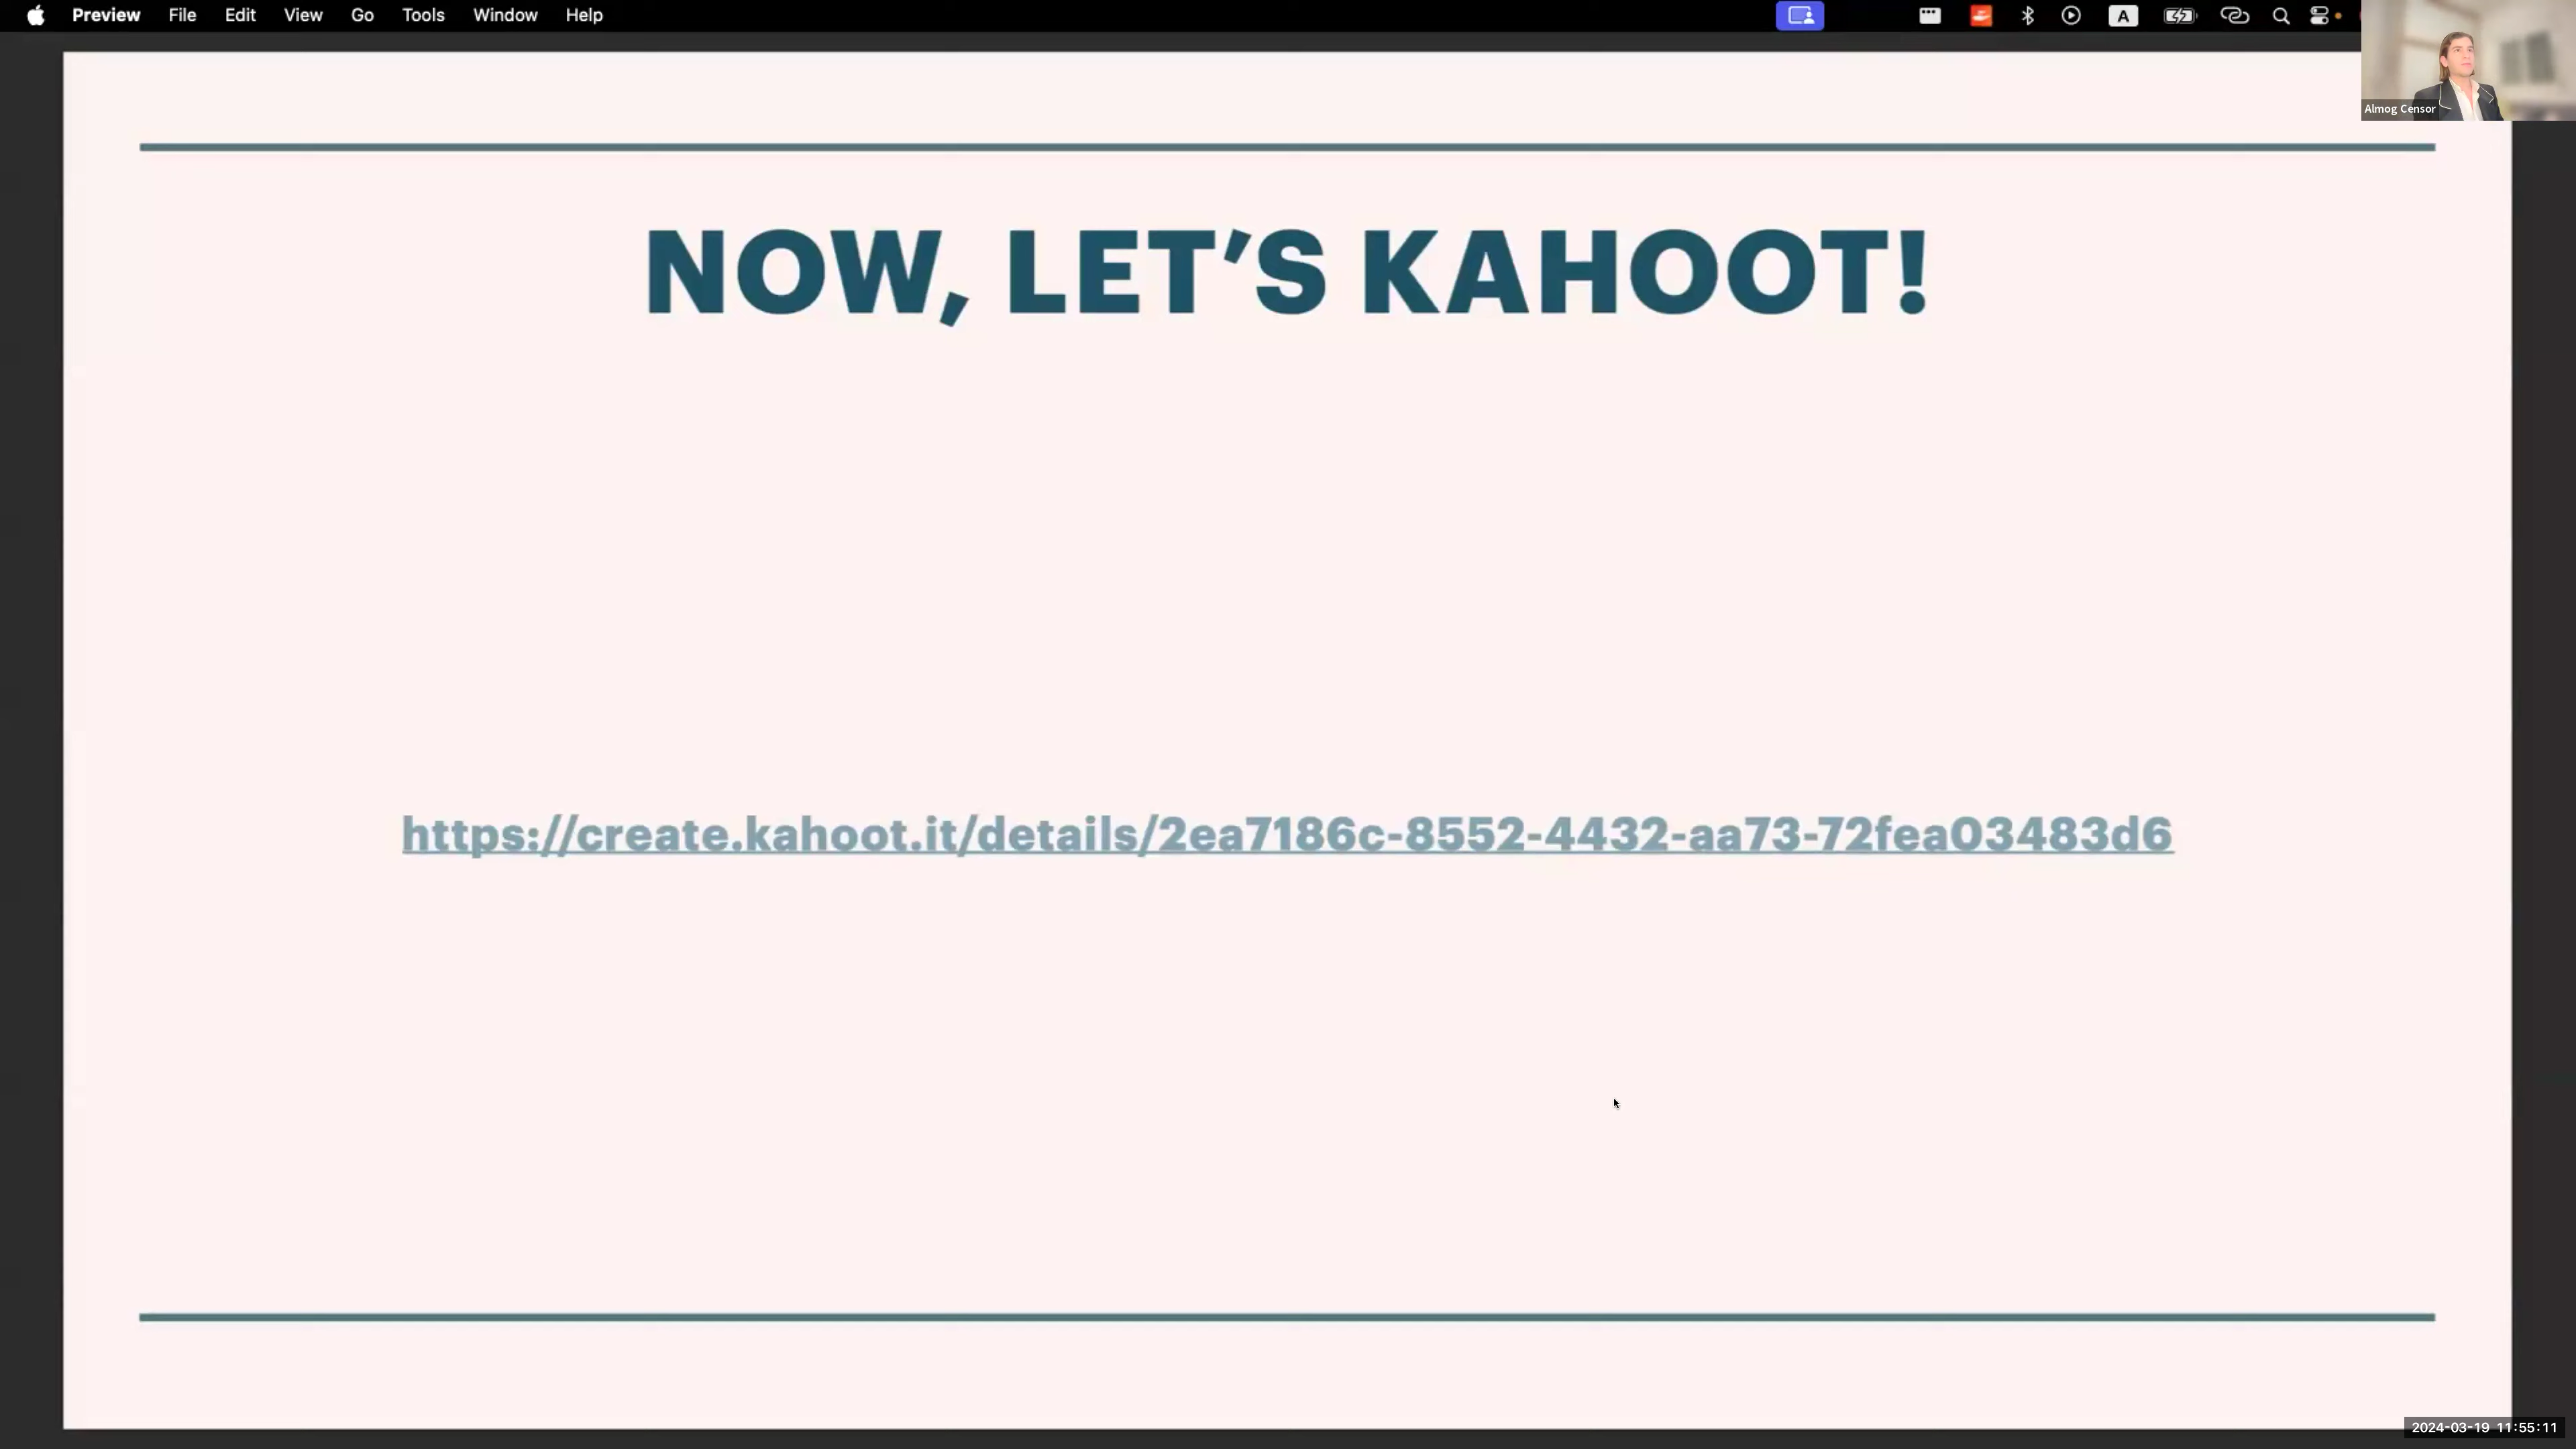 Preview File Edit View Go Tools Window Help
A
Almog Censor
NOW, LET’S KAHOOT!
https://create.kahoot.it/details/2ea7186c-8552-4432-aa73-72fea03483d6
2024-03-19 11:55:11